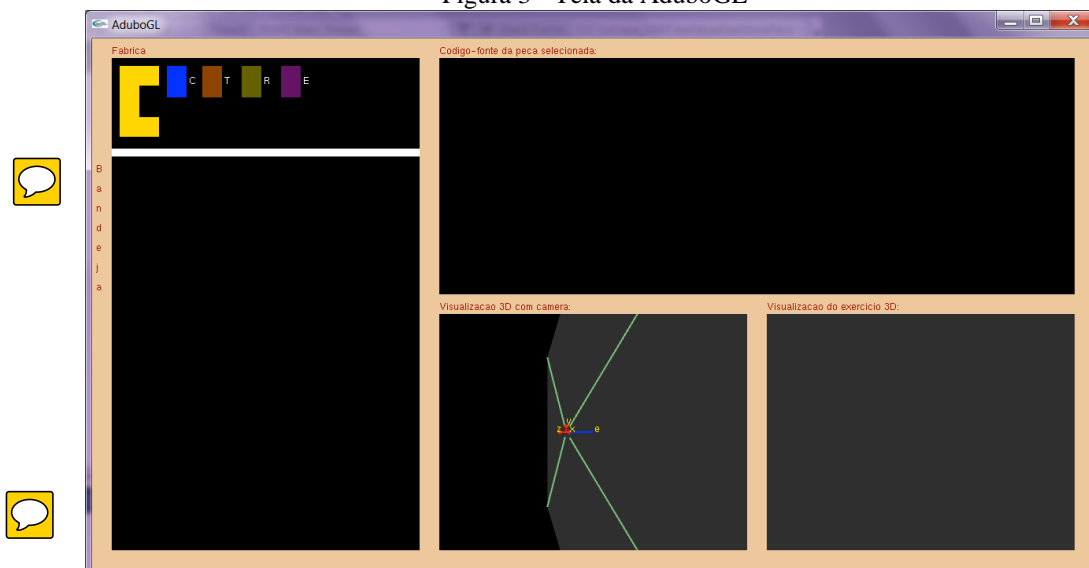 Figura 3 - Tela da AduboGL
AduboGL
Fabrica
Codigo-fonte da peca selecionada:
C T R E
B
a
n
d
e
j
a
Visualizacao 3D com camera:
Visualizacao do exercicio 3D:
y
z x e